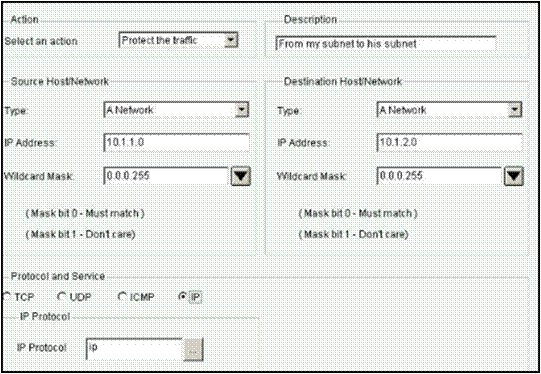 Action
Select an action
Protect the traffic
Description
From my subnet to his subnet
Source Host/Network
Type:
A Network
IP Address:
10.1.1.0
Wildcard Mask:
0.0.0.255
( Mask bit 0 - Must match )
( Mask bit 1 - Don't care)
Destination Host/Network
Type:
A Network
IP Address:
10.1.2.0
Wildcard Mask:
0.0.0.255
( Mask bit 0 - Must match )
( Mask bit 1 - Don't care)
Protocol and Service
TCP
UDP
ICMP
IP
IP Protocol
IP Protocol
ip
...